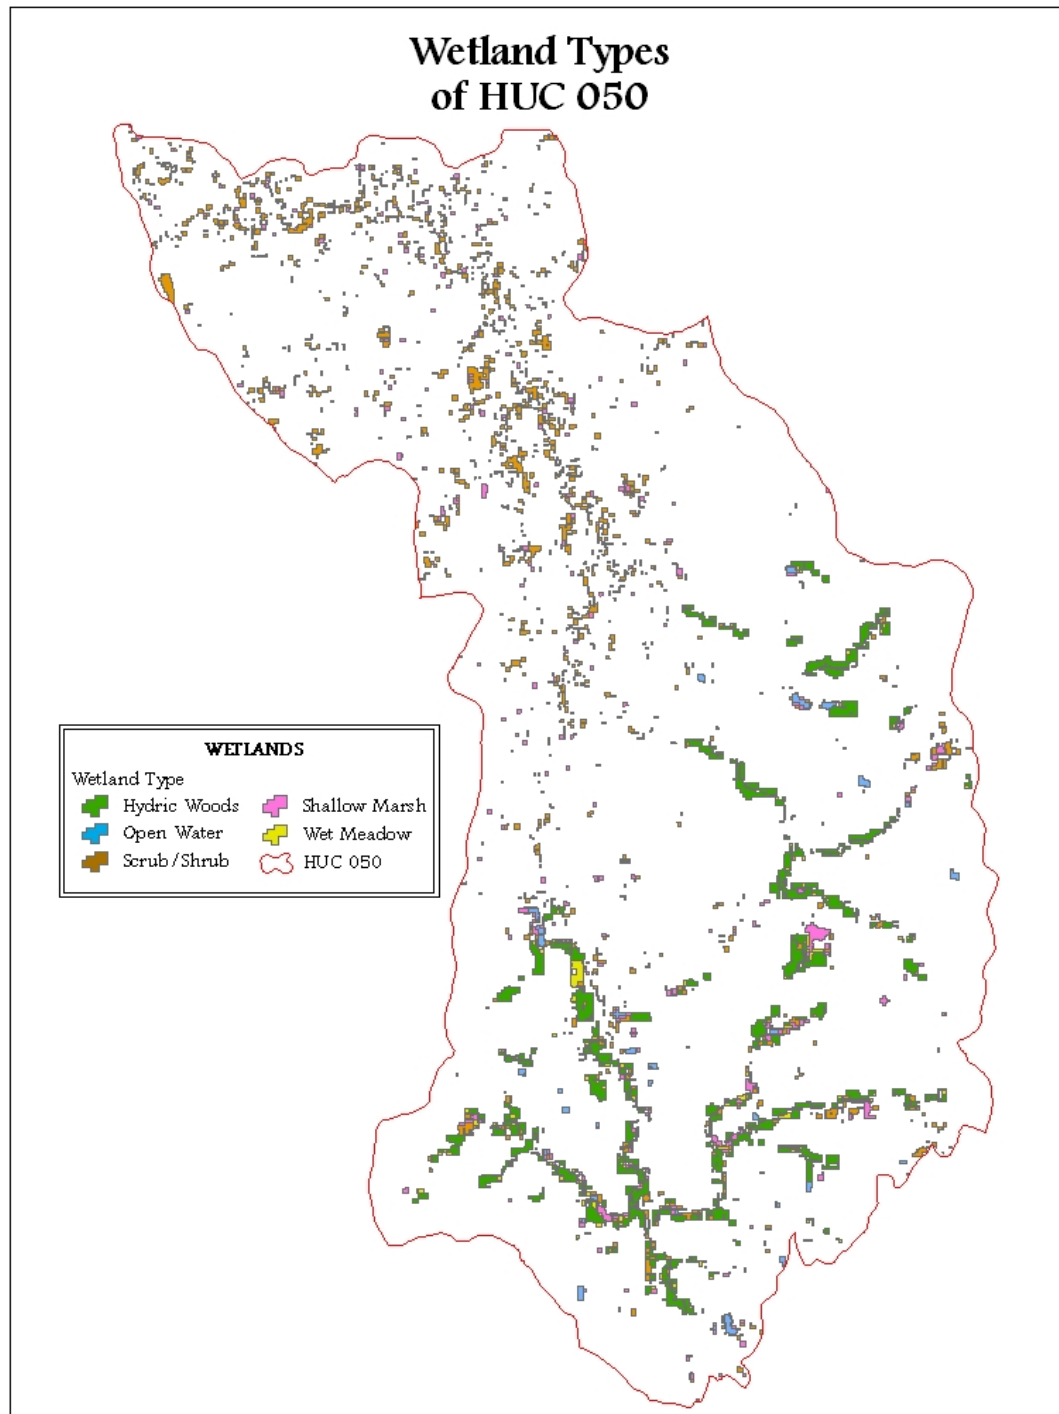 Wetland Types
of HUC 050
WETLANDS
Wetland Type
Hydric Woods
Open Water
Scrub/Shrub
Shallow Marsh
Wet Meadow
HUC 050